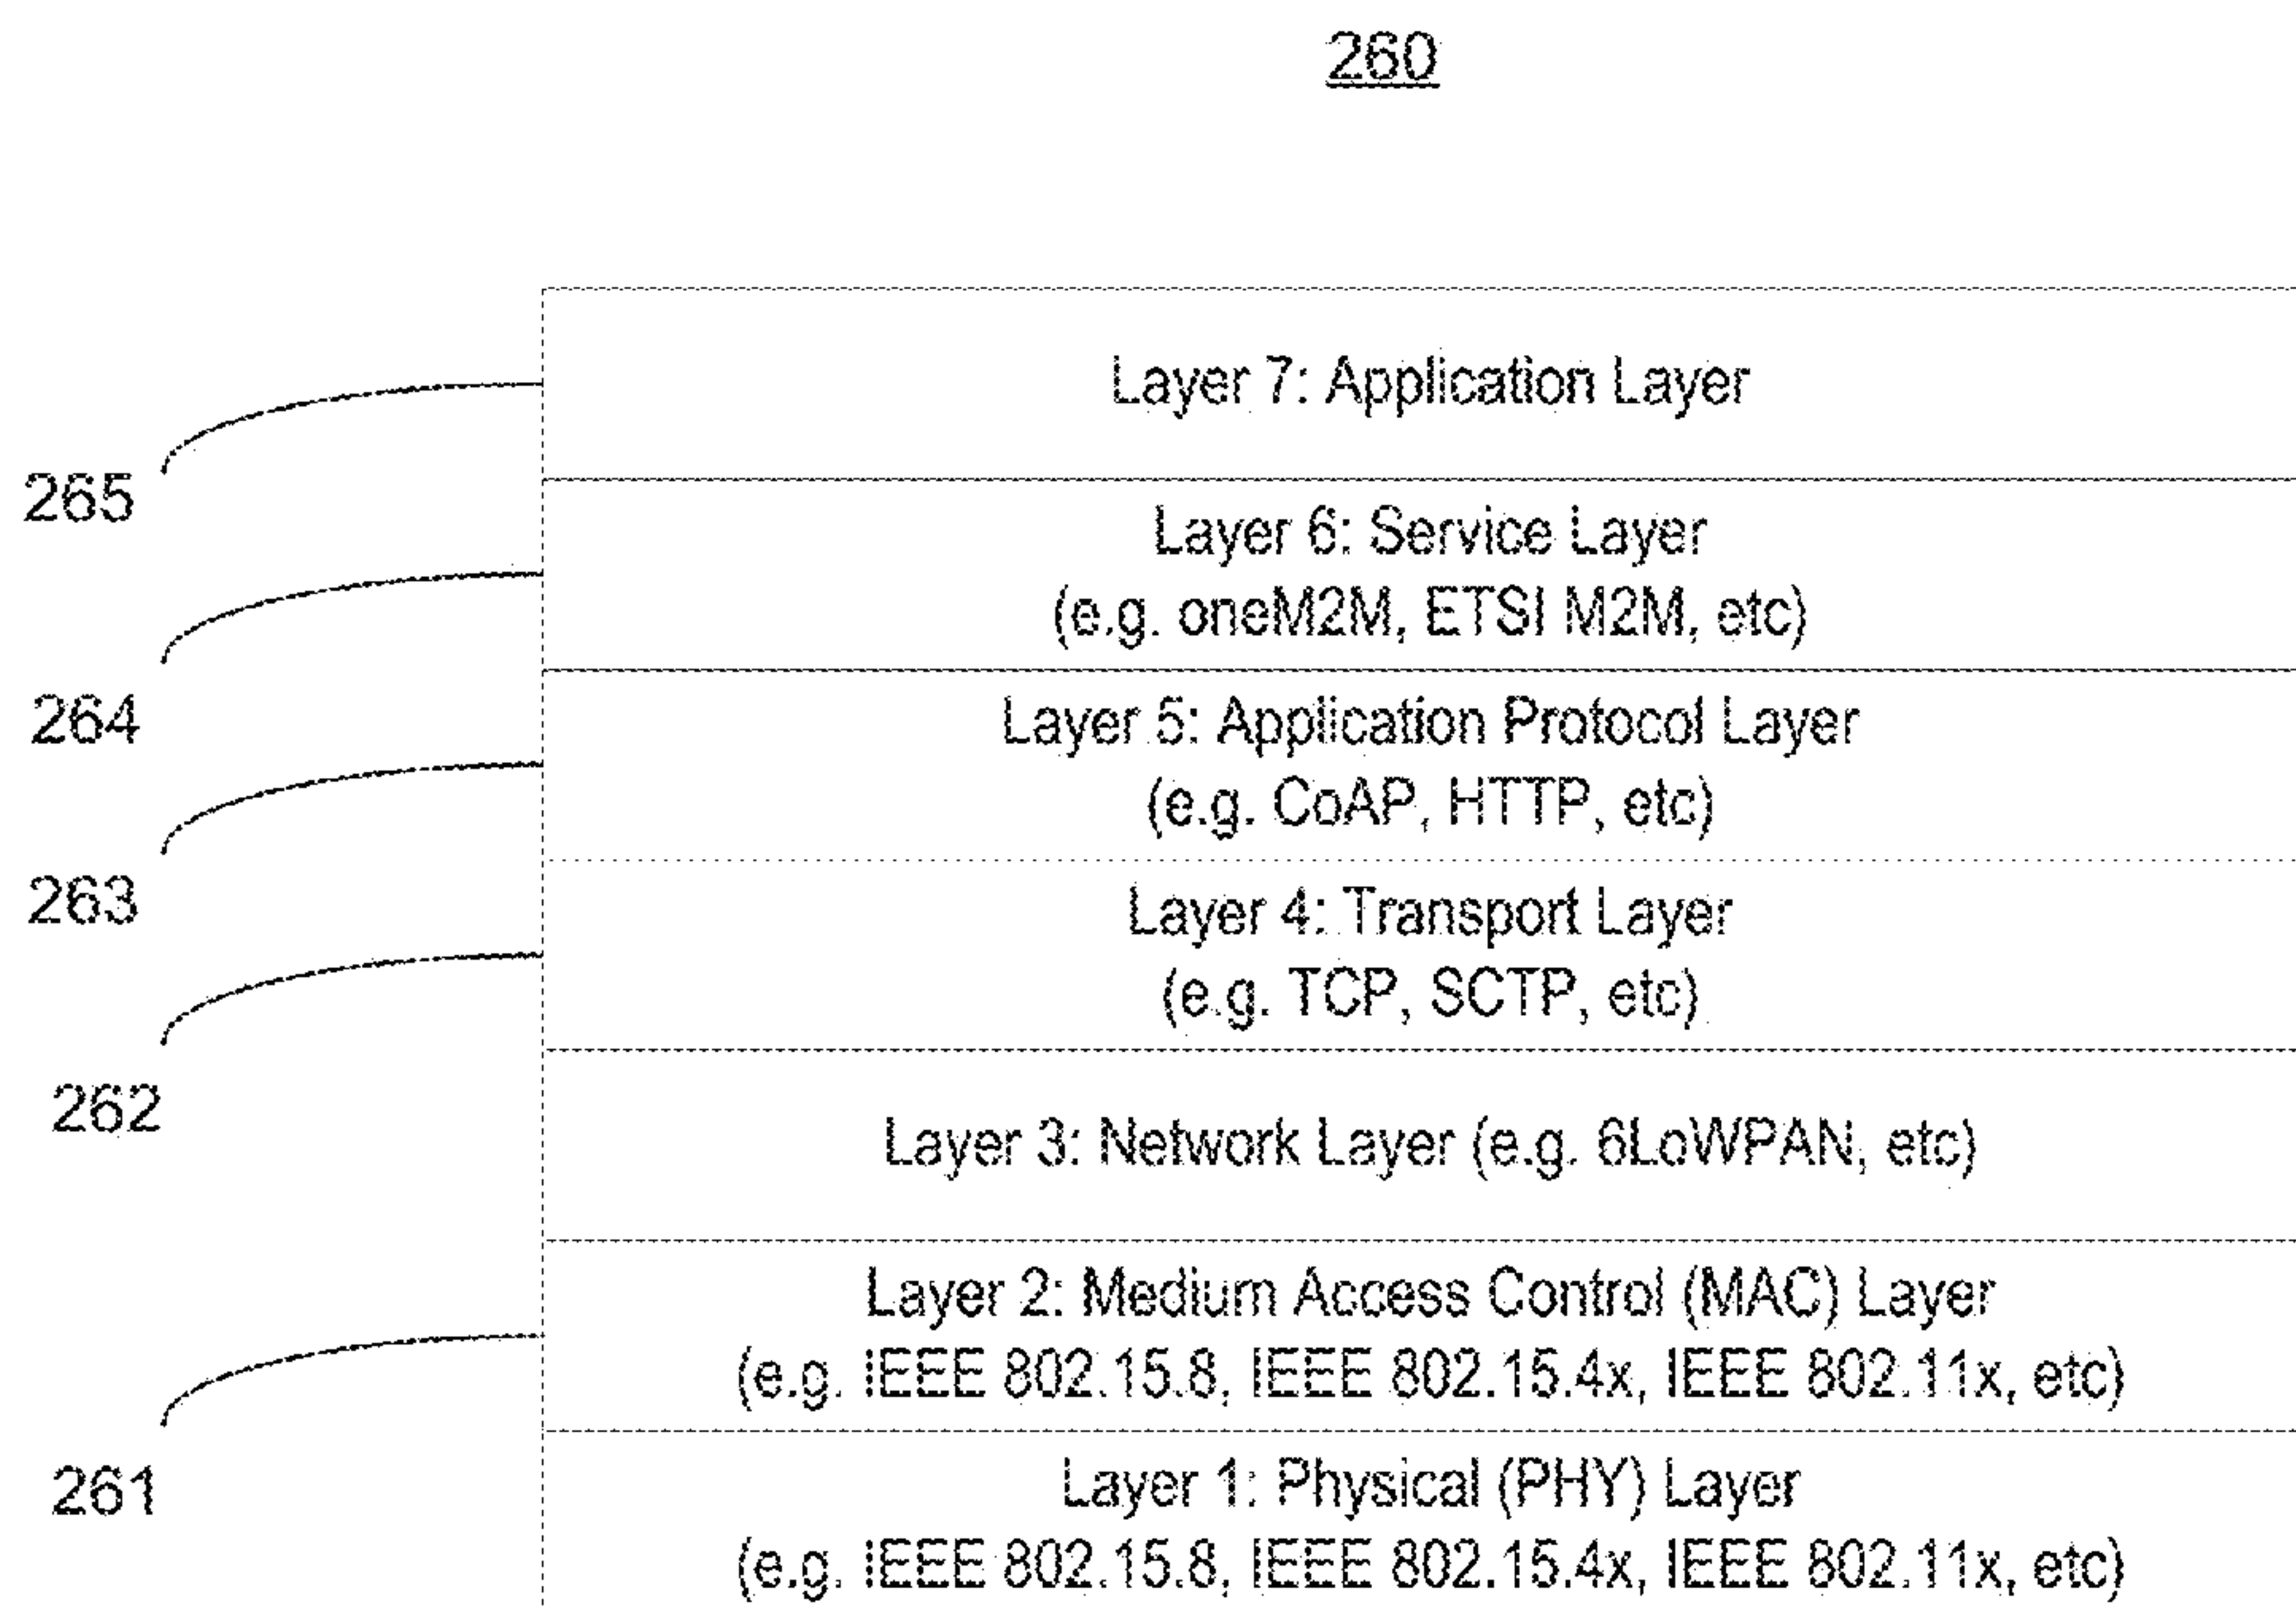 260
Layer 7: Application Layer
265
Layer 6: Service Layer
(e.g. oneM2M, ETSI M2M, etc)
264
Layer 5: Application Protocol Layer
(e.g. CoAP, HTTP, etc)
263
Layer 4: Transport Layer
(e.g. TCP, SCTP, etc)
262
Layer 3: Network Layer (e.g. 6LoWPAN, etc)
Layer 2: Medium Access Control (MAC) Layer
(e.g. IEEE 802.15.8, IEEE 802.15.4x, IEEE 802.11x, etc)
261
Layer 1: Physical (PHY) Layer
(e.g. IEEE 802.15.8, IEEE 802.15.4x, IEEE 802.11x, etc)